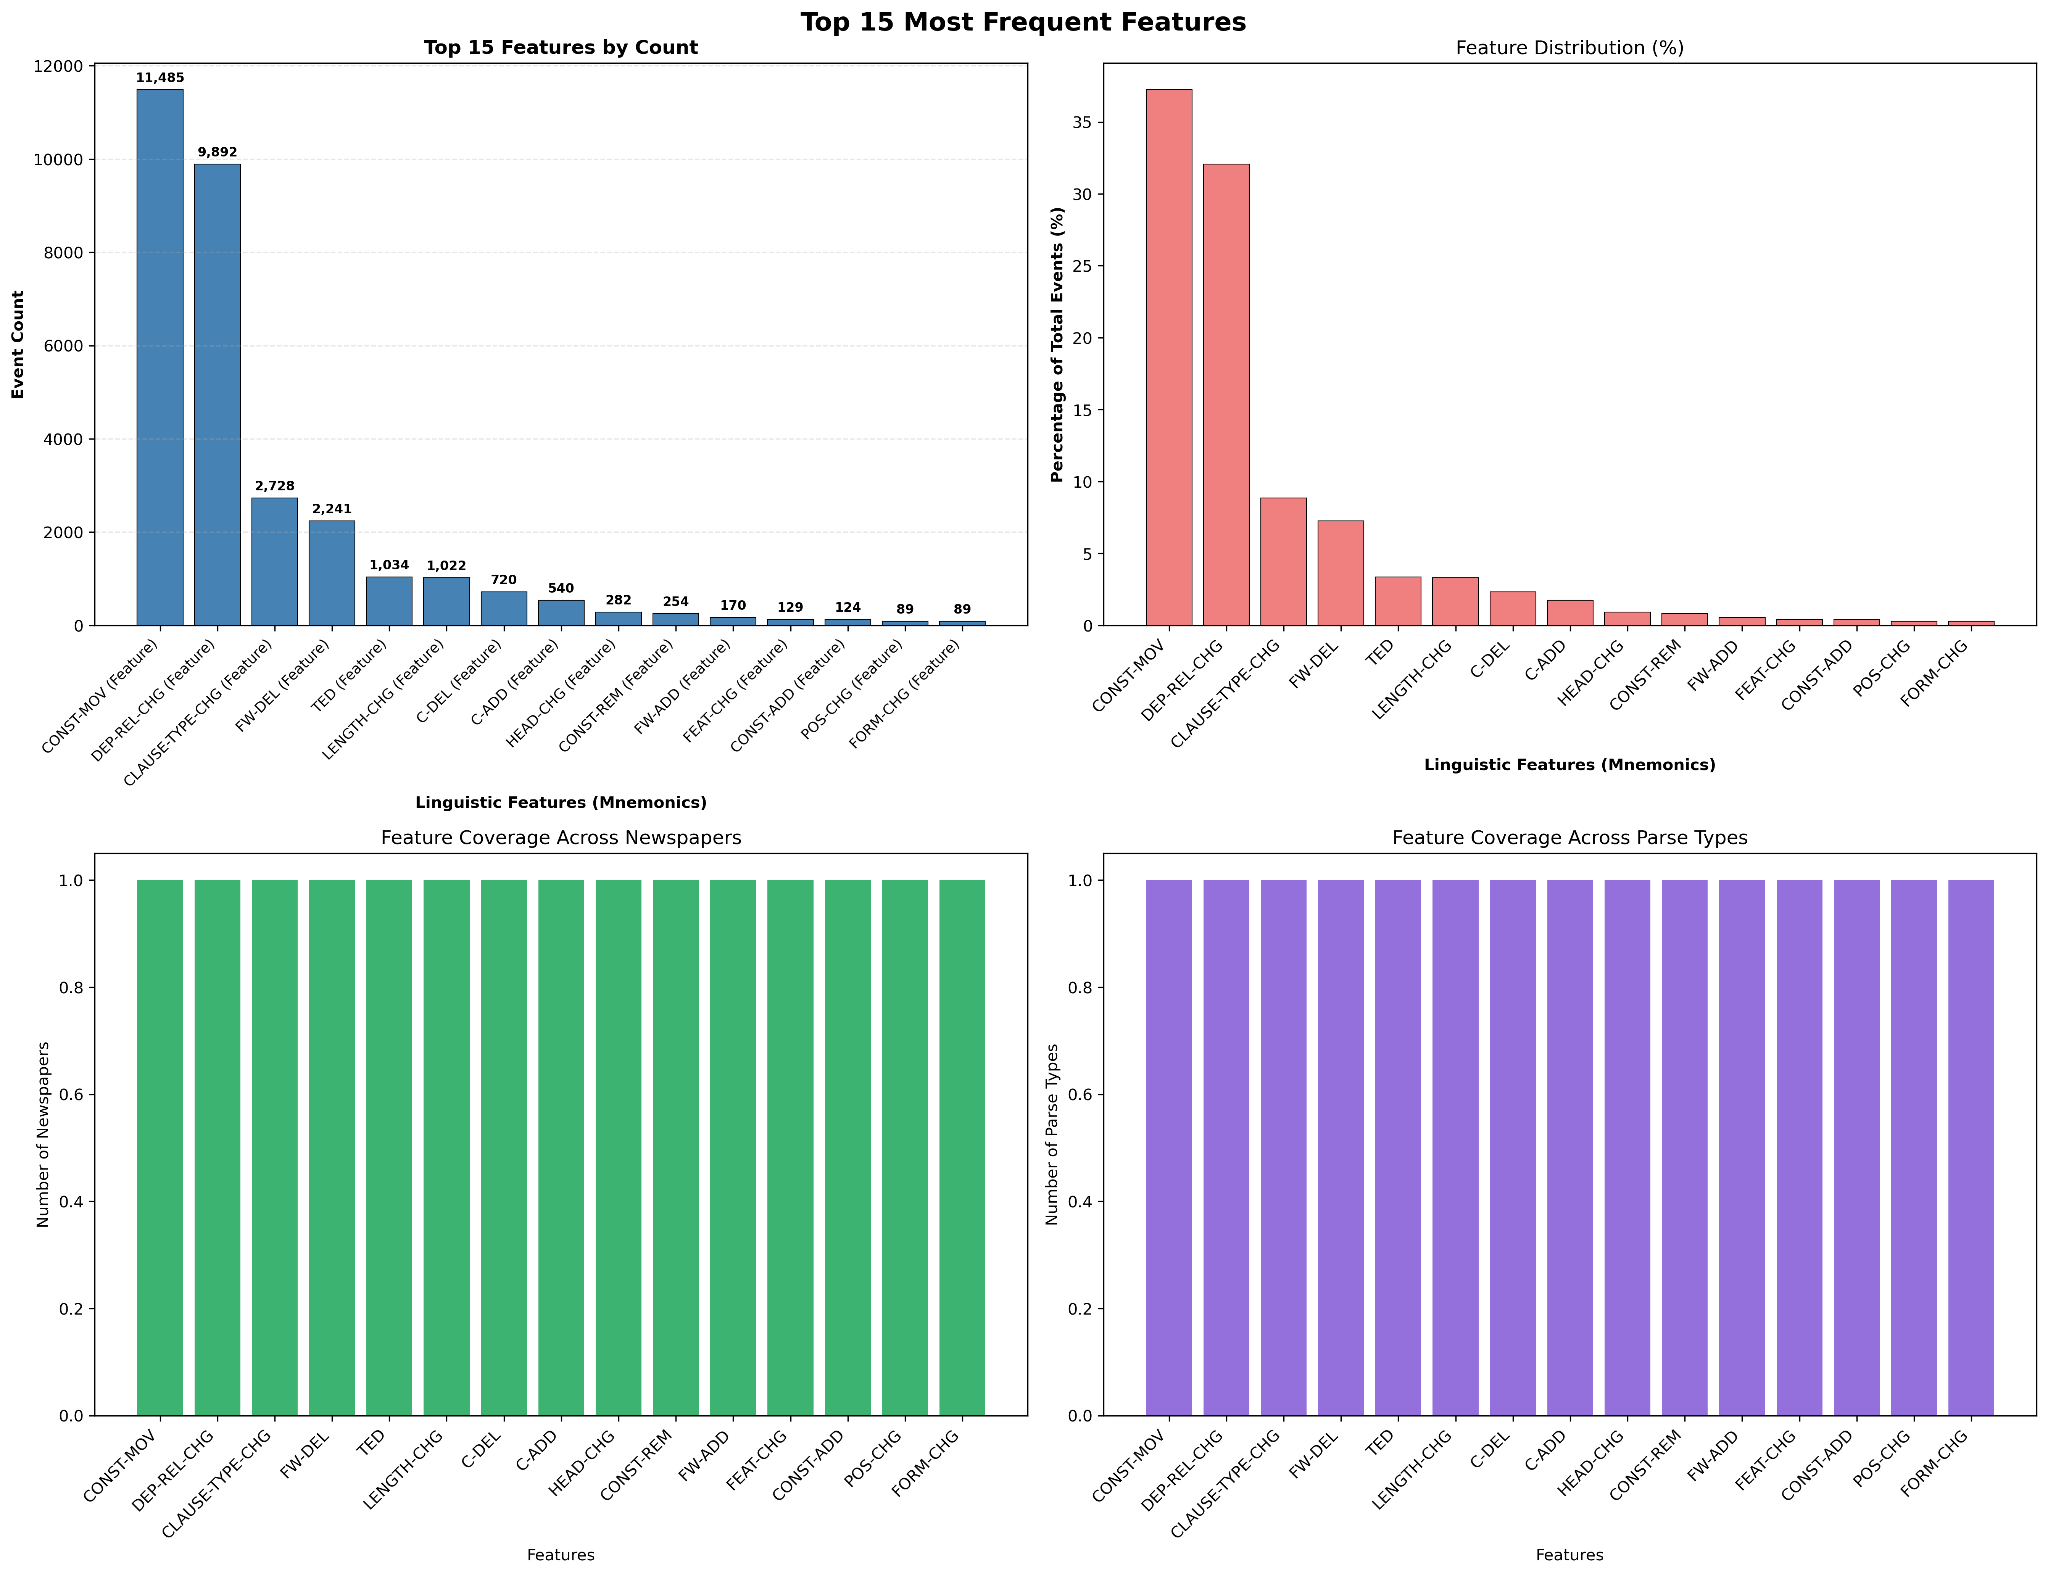 Top 15 Most Frequent Features
Top 15 Features by Count
Event Count
12000
10000
8000
6000
4000
2000
0
11,485
9,892
2,728
2,241
1,034
1,022
720
540
282
254
170
129
124
89
89
CONST-MOV (Feature)
DEP-REL-CHG (Feature)
CLAUSE-TYPE-CHG (Feature)
FW-DEL (Feature)
TED (Feature)
LENGTH-CHG (Feature)
C-DEL (Feature)
C-ADD (Feature)
HEAD-CHG (Feature)
CONST-REM (Feature)
FW-ADD (Feature)
FEAT-CHG (Feature)
CONST-ADD (Feature)
POS-CHG (Feature)
FORM-CHG (Feature)
Linguistic Features (Mnemonics)
Feature Distribution (%)
Percentage of Total Events (%)
35
30
25
20
15
10
5
0
CONST-MOV
DEP-REL-CHG
CLAUSE-TYPE-CHG
FW-DEL
TED
LENGTH-CHG
C-DEL
C-ADD
HEAD-CHG
CONST-REM
FW-ADD
FEAT-CHG
CONST-ADD
POS-CHG
FORM-CHG
Linguistic Features (Mnemonics)
Feature Coverage Across Newspapers
Number of Newspapers
1.0
0.8
0.6
0.4
0.2
0.0
CONST-MOV
DEP-REL-CHG
CLAUSE-TYPE-CHG
FW-DEL
TED
LENGTH-CHG
C-DEL
C-ADD
HEAD-CHG
CONST-REM
FW-ADD
FEAT-CHG
CONST-ADD
POS-CHG
FORM-CHG
Features
Feature Coverage Across Parse Types
Number of Parse Types
1.0
0.8
0.6
0.4
0.2
0.0
CONST-MOV
DEP-REL-CHG
CLAUSE-TYPE-CHG
FW-DEL
TED
LENGTH-CHG
C-DEL
C-ADD
HEAD-CHG
CONST-REM
FW-ADD
FEAT-CHG
CONST-ADD
POS-CHG
FORM-CHG
Features